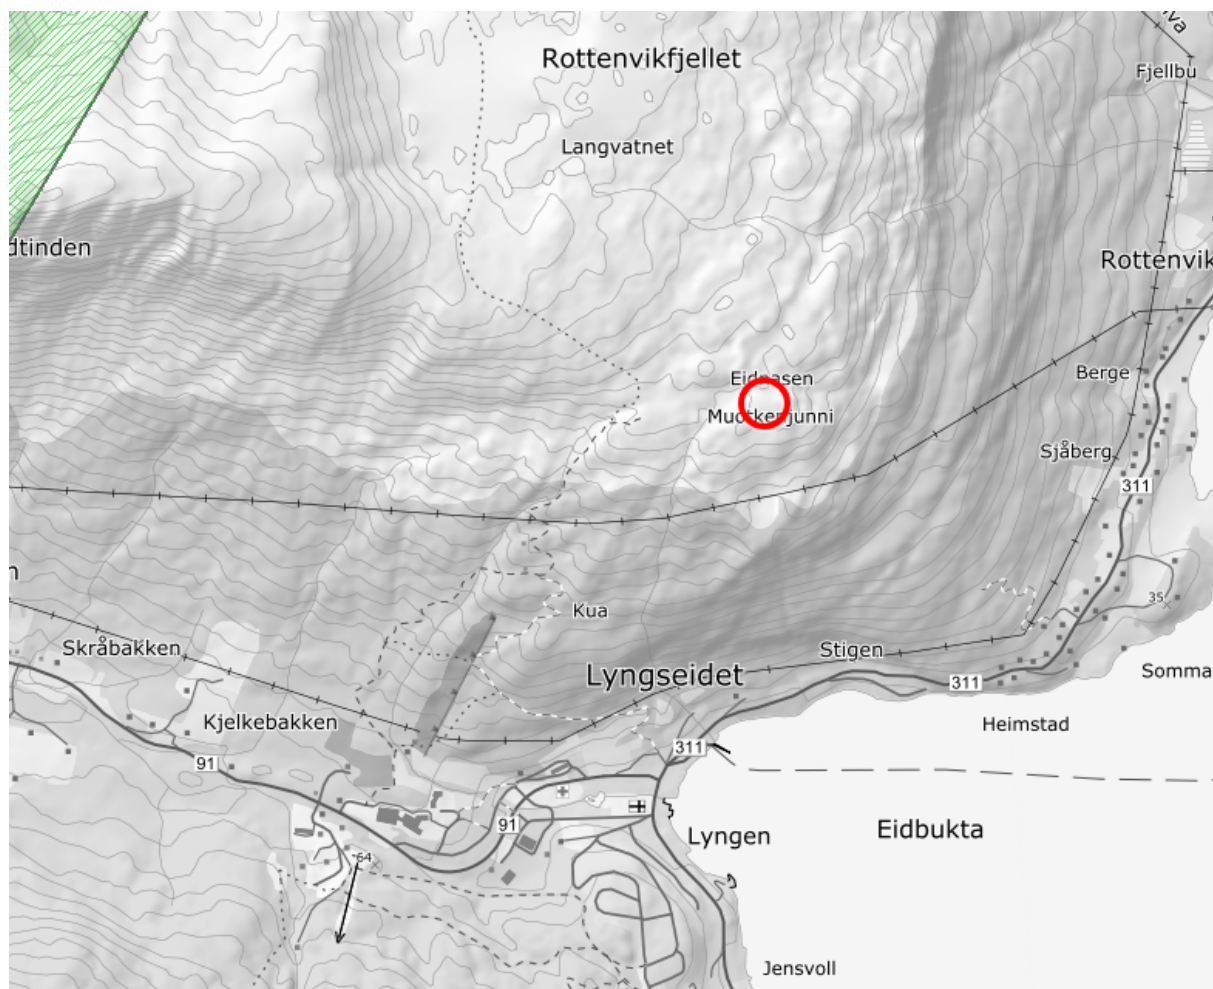 Rottenvikfjellet
Fjellbu
Langvatnet
dtinden
Rottenvik
Eidnasen
Berge
Muotkenjunni
Sjåberg
311
35
Kua
Skråbakken
Stigen
Lyngseidet
311
Somma
Kjelkebakken
Heimstad
311
91
91
Lyngen
Eidbukta
64
Jensvoll